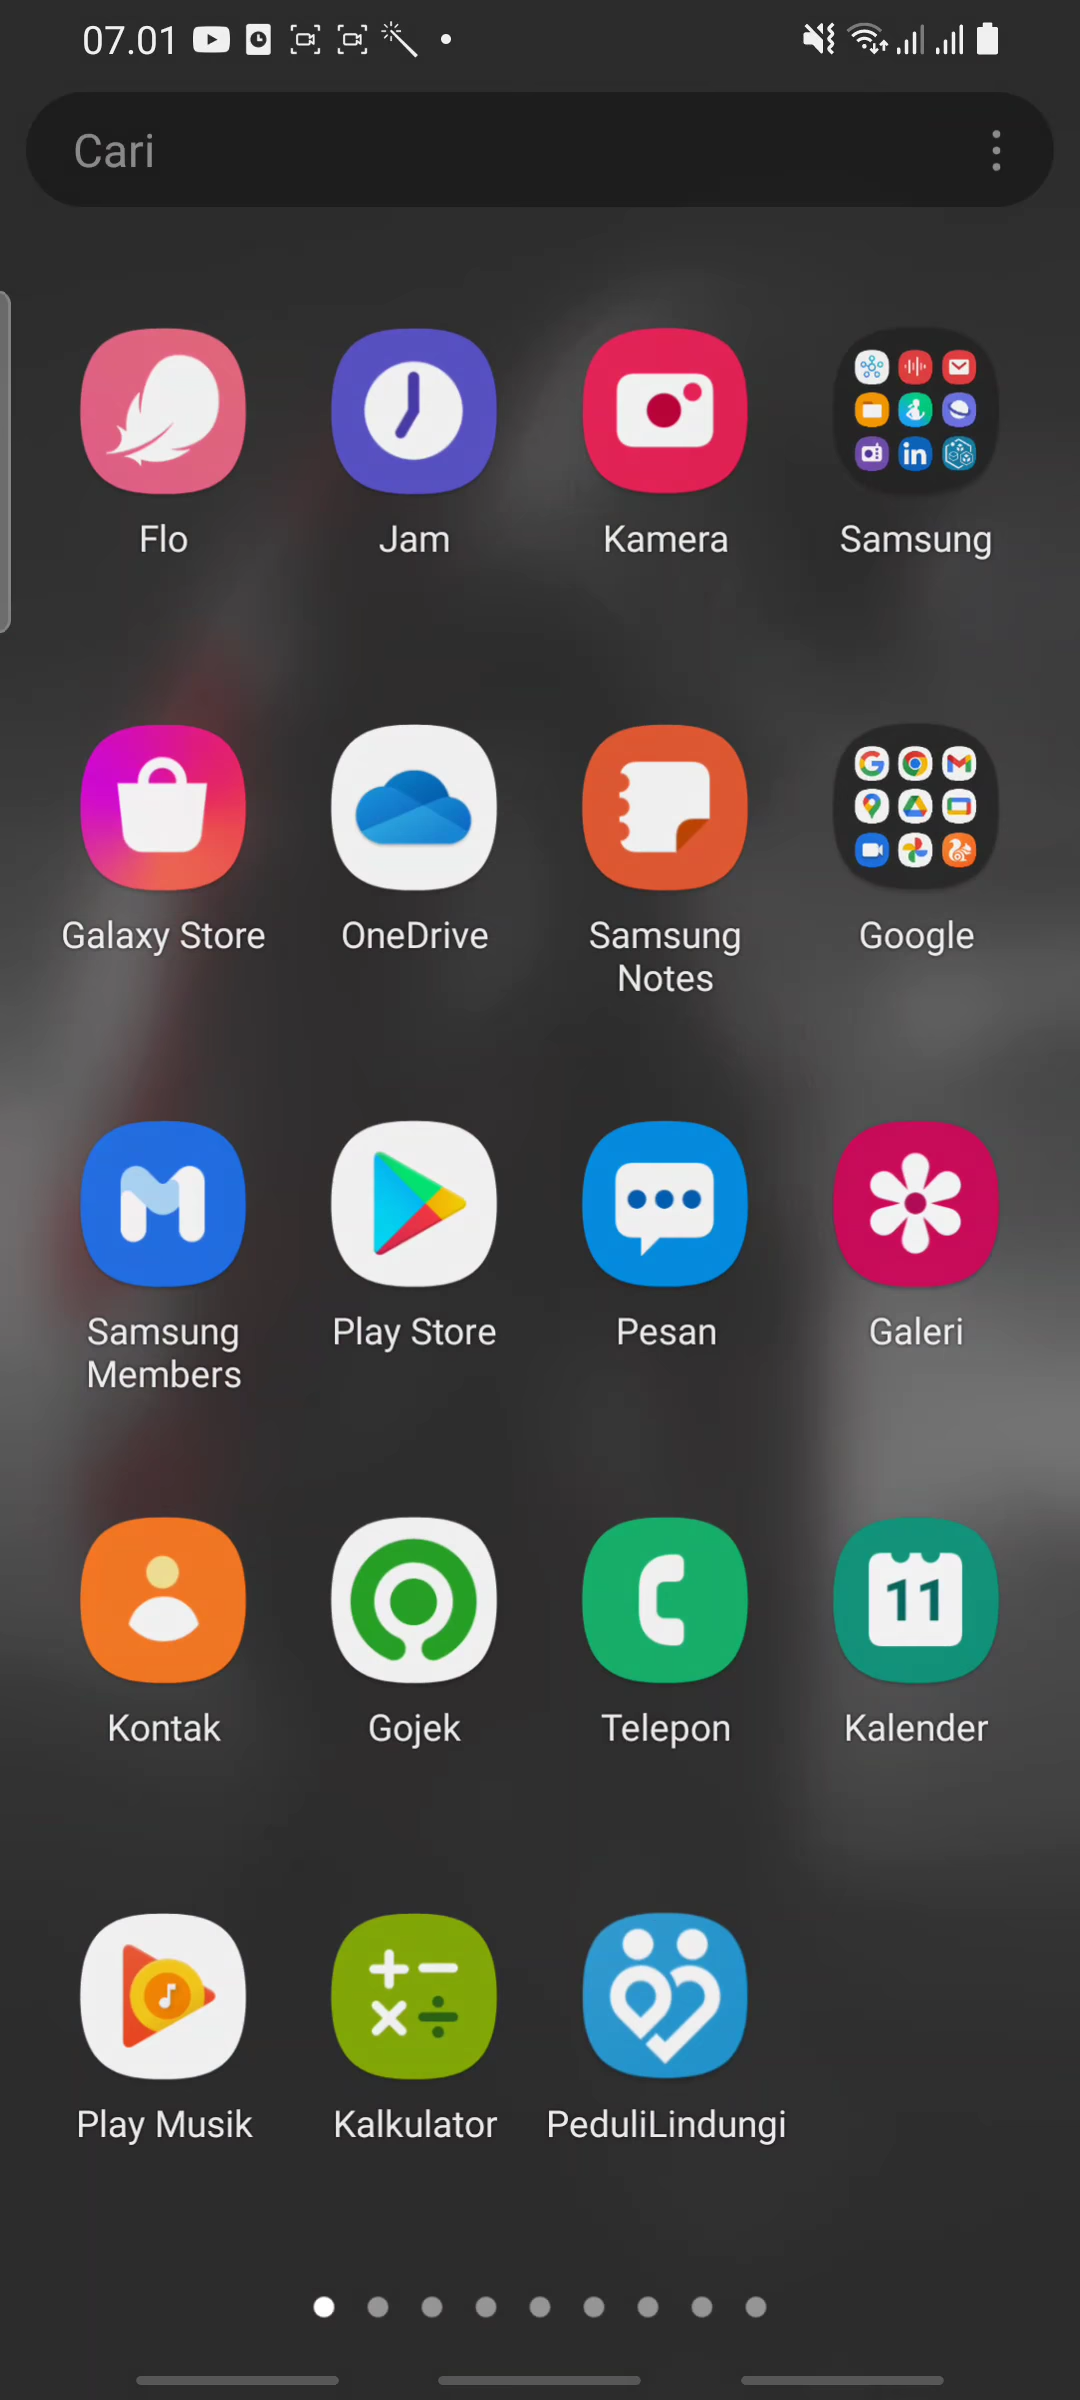 07.01
Cari
Flo
Jam
Kamera
Samsung
Galaxy Store
OneDrive
Samsung
Notes
Google
Samsung
Members
Play Store
Pesan
Galeri
11
Kontak
Gojek
Telepon
Kalender
Play Musik
Kalkulator
PeduliLindungi